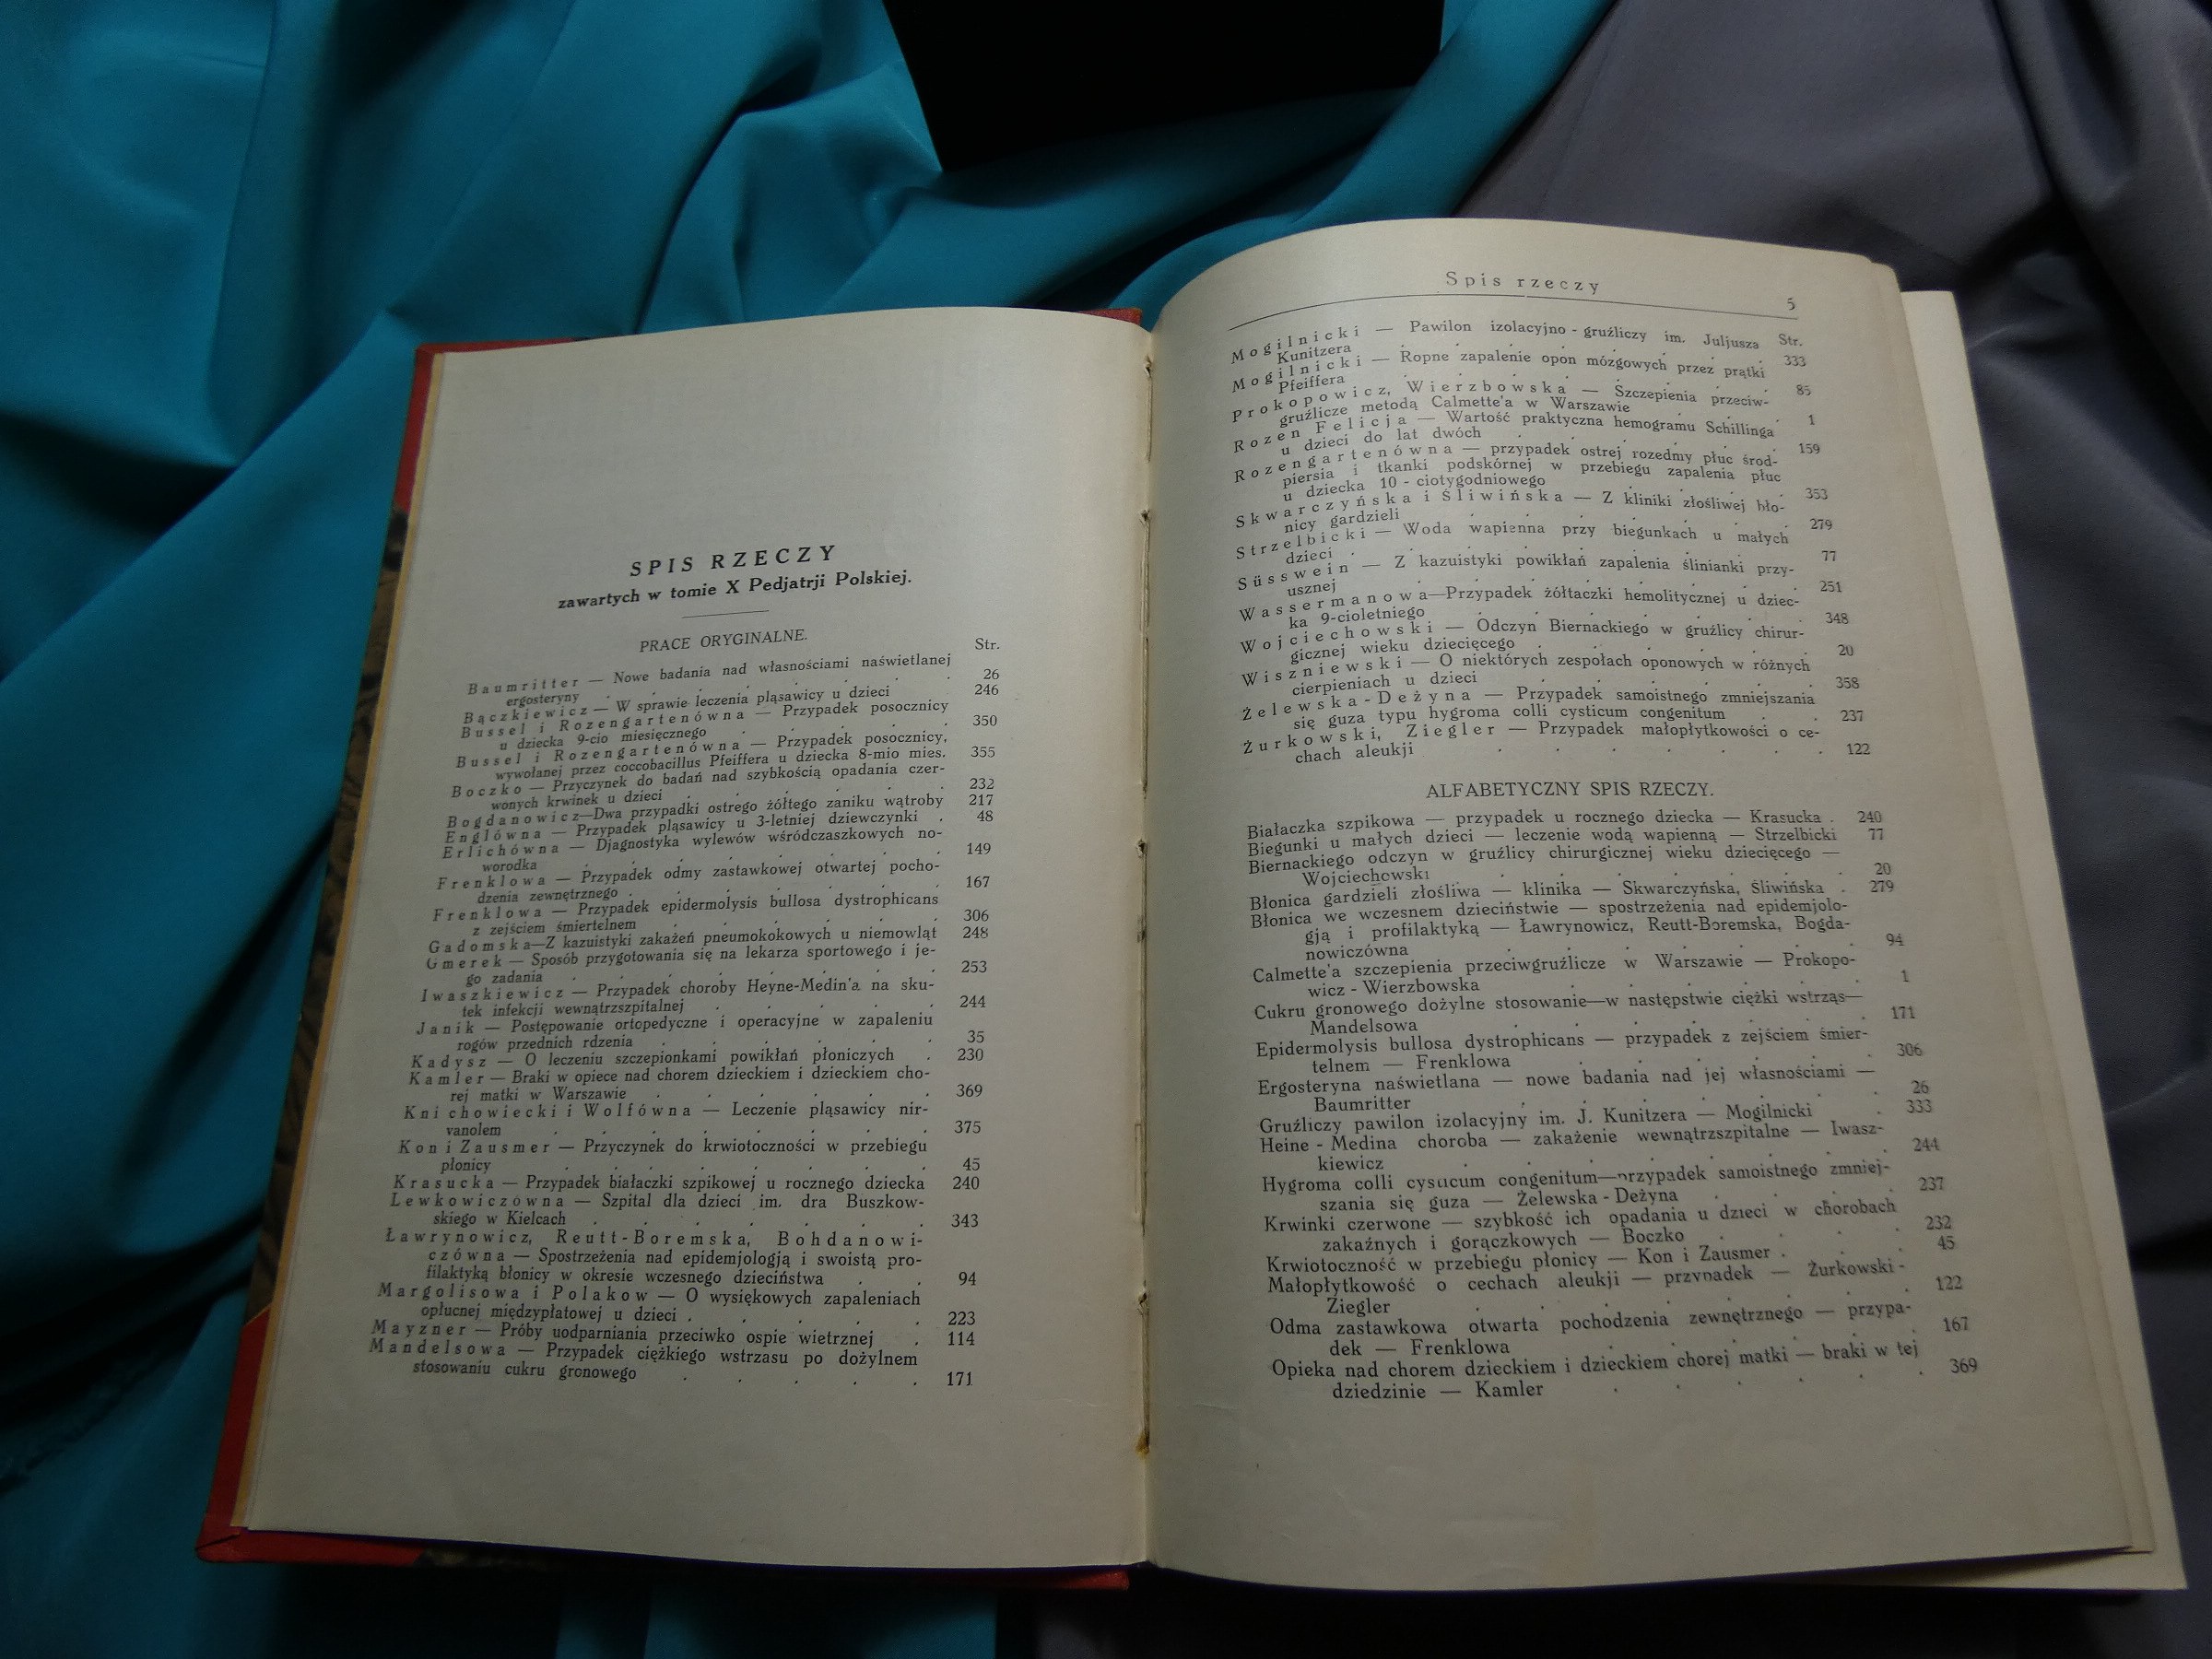 SPIS RZECZY
zawartych w tomie X Pedjatrji Polskiej.
PRACE ORYGINALNE.
Str.
Baumritter — Nowe badania nad własnościami naświetlanej
ergosteryny . . . . 26
Bączkiewicz — W sprawie leczenia pląsawicy u dzieci 246
Bussel i Rozengartenówna — Przypadek posocznicy
u dziecka 9-cio miesięcznego . . . 350
Bussel i Rozengartenówna — Przypadek posocznicy,
wywołanej przez coccobacillus Pfeiffera u dziecka 8-mio mies. 355
Boczko — Przyczynek do badań nad szybkością opadania czer-
wonych krwinek u dzieci . . . 232
Bogdanowicz—Dwa przypadki ostrego żółtego zaniku wątroby 217
Englówna — Przypadek pląsawicy u 3-letniej dziewczynki . 48
Erlichówna — Djagnostyka wylewów wśródczaszkowych no-
worodka . . . . . 149
Frenklowa — Przypadek odmy zastawkowej otwartej pocho-
dzenia zewnętrznego . . . . 167
Frenklowa — Przypadek epidermolysis bullosa dystrophicans
z zejściem śmiertelnem . . . . 306
Gadomska—Z kazuistyki zakażeń pneumokokowych u niemowląt 248
Gmerek — Sposób przygotowania się na lekarza sportowego i je-
go zadania . . . . . 253
Iwaszkiewicz — Przypadek choroby Heyne-Medin'a na sku-
tek infekcji wewnątrzszpitalnej . . . 244
Janik — Postępowanie ortopedyczne i operacyjne w zapaleniu
rogów przednich rdzenia . . . . 35
Kadysz — O leczeniu szczepionkami powikłań płoniczych . 230
Kamler — Braki w opiece nad chorem dzieckiem i dzieckiem cho-
rej matki w Warszawie . . . . . 369
Knichowiecki i Wolfówna — Leczenie pląsawicy nir-
vanolem . . . . . . 375
Kon i Zausmer — Przyczynek do krwiotoczności w przebiegu
płonicy . . . . . . 45
Krasucka — Przypadek białaczki szpikowej u rocznego dziecka 240
Lewkowiczówna — Szpital dla dzieci im. dra Buszkow-
skiego w Kielcach . . . . . . 343
Ławrynowicz, Reutt-Boremska, Bohdanowi-
czówna — Spostrzeżenia nad epidemjologją i swoistą pro-
filaktyką błonicy w okresie wczesnego dzieciństwa . . 94
Margolisowa i Polakow — O wysiękowych zapaleniach
opłucnej międzypłatowej u dzieci . . . . . 223
Mayzner — Próby uodparniania przeciwko ospie wietrznej . 114
Mandelsowa — Przypadek ciężkiego wstrzasu po dożylnem
stosowaniu cukru gronowego . . . . . 171
Spis rzeczy
5
Mogilnicki — Pawilon izolacyjno-gruźliczy im. Juljusza Str.
Kunitzera . . . . . 333
Mogilnicki — Ropne zapalenie opon mózgowych przez prątki
Pfeiffera . . . . . 85
Prokopowicz, Wierzbowska — Szczepienia przeciw-
gruźlicze metodą Calmette'a w Warszawie . 1
Rozen Felicja — Wartość praktyczna hemogramu Schillinga
u dzieci do lat dwóch . . . 159
Rozengartenówna — przypadek ostrej rozedmy płuc śród-
piersia i tkanki podskórnej w przebiegu zapalenia płuc
u dziecka 10-ciotygodniowego . . . 353
Skwarczyńska i Śliwińska — Z kliniki złośliwej bło-
nicy gardzieli . . . . 279
Strzelbicki — Woda wapienna przy biegunkach u małych
dzieci . . . . . 77
Süsswein — Z kazuistyki powikłań zapalenia ślinianki przy-
usznej . . . . . 251
Wassermanowa—Przypadek żółtaczki hemolitycznej u dziec-
ka 9-cioletniego . . . . 348
Wojciechowski — Odczyn Biernackiego w gruźlicy chirur-
gicznej wieku dziecięcego . . . . 20
Wiszniewski — O niektórych zespołach oponowych w różnych
cierpieniach u dzieci . . . . 358
Żelewska-Deżyna — Przypadek samoistnego zmniejszania
się guza typu hygroma colli cysticum congenitum . . 237
Żurkowski, Ziegler — Przypadek małopłytkowości o ce-
chach aleukji . . . . . . 122
ALFABETYCZNY SPIS RZECZY.
Białaczka szpikowa — przypadek u rocznego dziecka — Krasucka . 240
Biegunki u małych dzieci — leczenie wodą wapienną — Strzelbicki 77
Biernackiego odczyn w gruźlicy chirurgicznej wieku dziecięcego —
Wojciechowski . . . . . 20
Błonica gardzieli złośliwa — klinika — Skwarczyńska, Śliwińska . 279
Błonica we wczesnem dzieciństwie — spostrzeżenia nad epidemjolo-
gją i profilaktyką — Ławrynowicz, Reutt-Boremska, Bogda-
nowiczówna . . . . . 94
Calmette'a szczepienia przeciwgruźlicze w Warszawie — Prokopo-
wicz - Wierzbowska . . . . . 1
Cukru gronowego dożylne stosowanie—w następstwie ciężki wstrząs—
Mandelsowa . . . . . 171
Epidermolysis bullosa dystrophicans — przypadek z zejściem śmier-
telnem — Frenklowa . . . . . 306
Ergosteryna naświetlana — nowe badania nad jej własnościami —
Baumritter . . . . . 26
Gruźliczy pawilon izolacyjny im. J. Kunitzera — Mogilnicki . 333
Heine - Medina choroba — zakażenie wewnątrzszpitalne — Iwasz-
kiewicz . . . . . 244
Hygroma colli cysticum congenitum—przypadek samoistnego zmniej-
szania się guza — Żelewska - Deżyna . . . 237
Krwinki czerwone — szybkość ich opadania u dzieci w chorobach
zakaźnych i gorączkowych — Boczko . . . . 232
Krwiotoczność w przebiegu płonicy — Kon i Zausmer . . . 45
Małopłytkowość o cechach aleukji — przypadek — Żurkowski -
Ziegler . . . . . 122
Odma zastawkowa otwarta pochodzenia zewnętrznego — przypa-
dek — Frenklowa . . . . . 167
Opieka nad chorem dzieckiem i dzieckiem chorej matki — braki w tej
dziedzinie — Kamler . . . . . 369